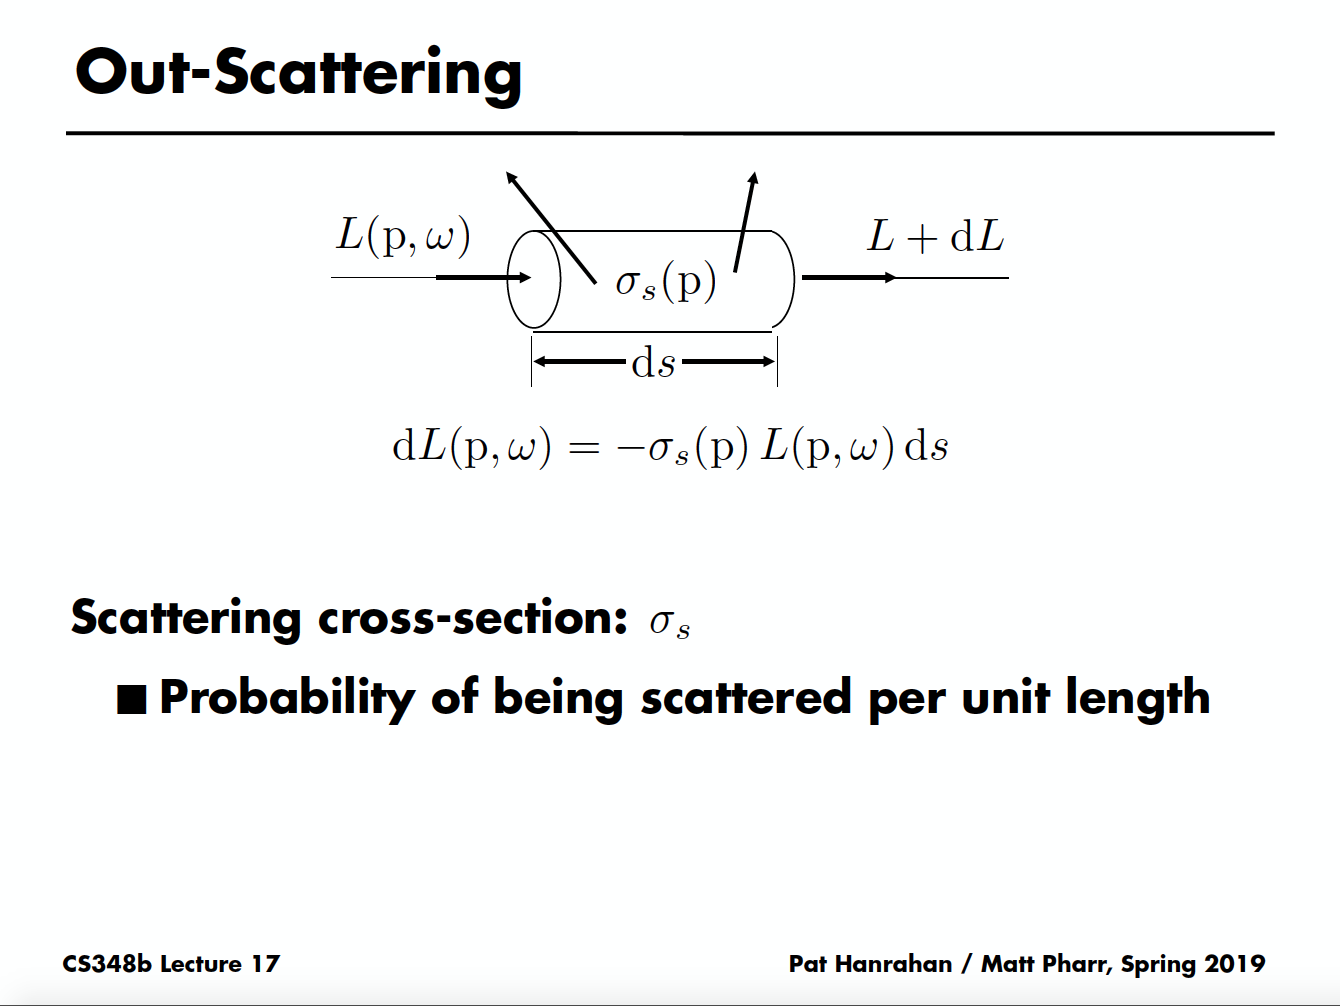 Out-Scattering
L(p, ω)
L + dL
σₛ(p)
ds
dL(p, ω) = −σₛ(p) L(p, ω) ds
Scattering cross-section: σₛ
■ Probability of being scattered per unit length
CS348b Lecture 17
Pat Hanrahan / Matt Pharr, Spring 2019